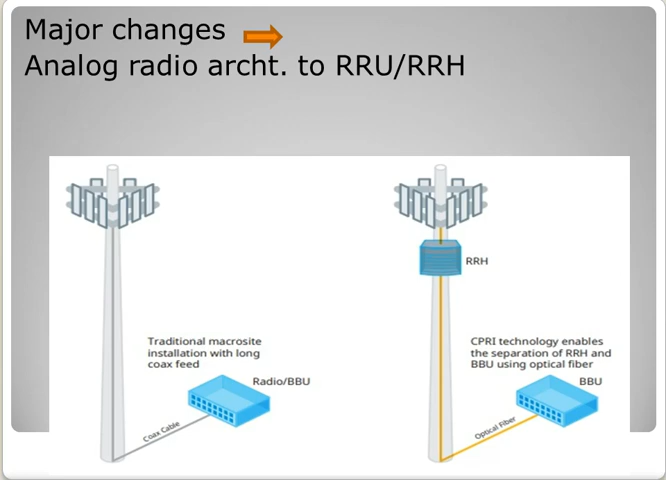 Major changes
Analog radio archt. to RRU/RRH
RRH
Traditional macrosite
installation with long
coax feed
Radio/BBU
Coax Cable
CPRI technology enables
the separation of RRH and
BBU using optical fiber
BBU
Optical Fiber